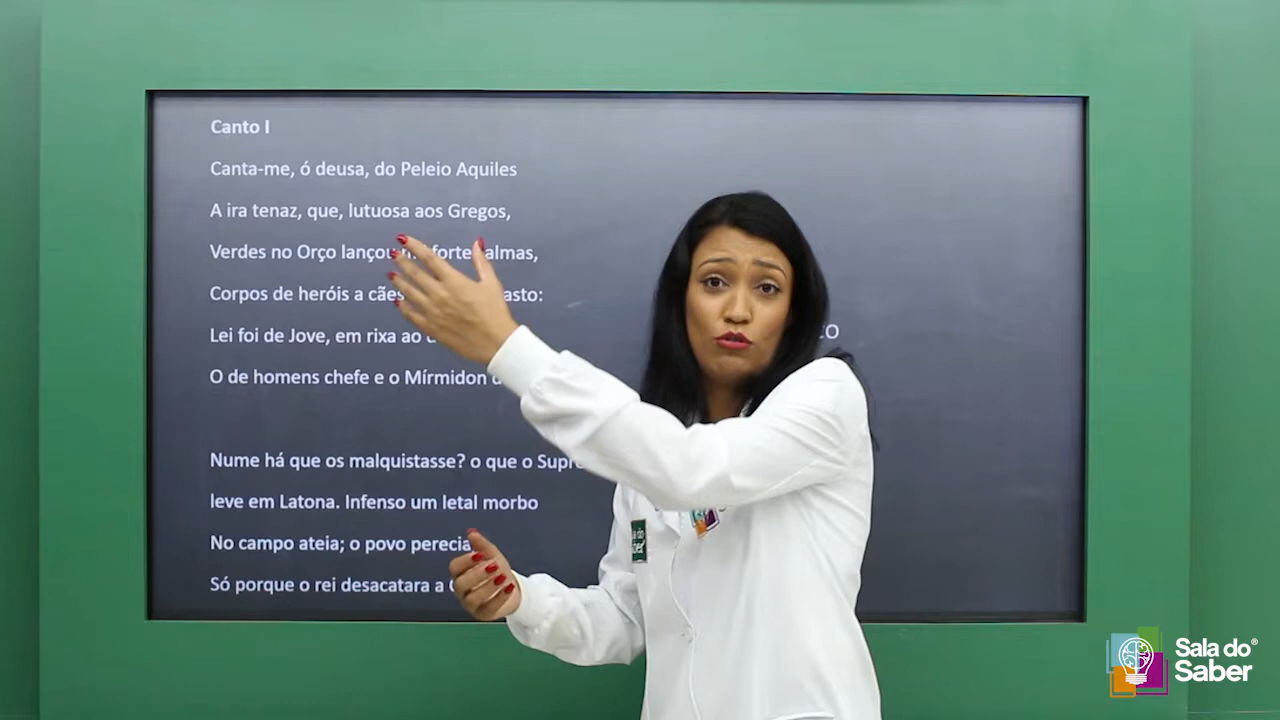 Canto I
Canta-me, ó deusa, do Peleio Aquiles
A ira tenaz, que, lutuosa aos Gregos,
Verdes no Orço lançou almas,
Corpos de heróis a cães
Lei foi de Jove, em rixa ao
O de homens chefe e o Mírmidon
Nume há que os malquistasse? o que o
leve em Latona. Infenso um letal morbo
No campo ateia; o povo perecia
Só porque o rei desacatara a
Sala do®
Saber